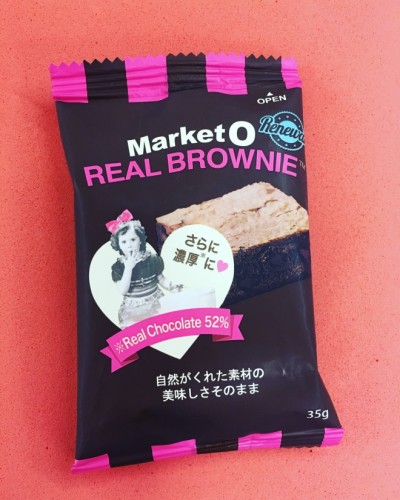 OPEN
Market O
Renewal
REAL BROWNIE™
さらに
濃厚※に
※Real Chocolate 52%
自然がくれた素材の
美味しさそのまま
35g